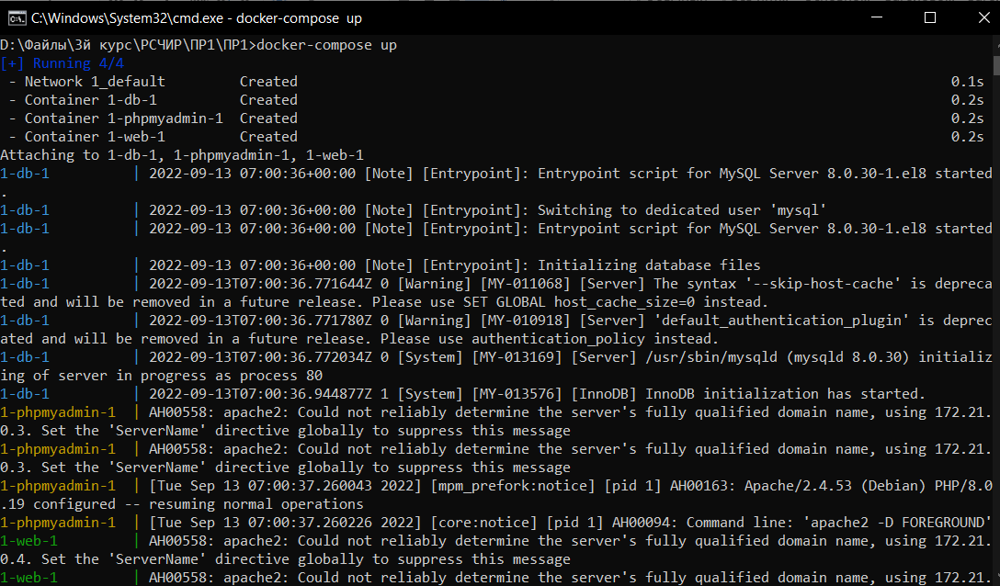 C:\Windows\System32\cmd.exe - docker-compose  up
D:\Файлы\3й курс\РСЧИР\ПР1\ПР1>docker-compose up
[+] Running 4/4
 - Network 1_default         Created                                                                               0.1s
 - Container 1-db-1          Created                                                                               0.2s
 - Container 1-phpmyadmin-1  Created                                                                               0.2s
 - Container 1-web-1         Created                                                                               0.2s
Attaching to 1-db-1, 1-phpmyadmin-1, 1-web-1
1-db-1          | 2022-09-13 07:00:36+00:00 [Note] [Entrypoint]: Entrypoint script for MySQL Server 8.0.30-1.el8 started
.
1-db-1          | 2022-09-13 07:00:36+00:00 [Note] [Entrypoint]: Switching to dedicated user 'mysql'
1-db-1          | 2022-09-13 07:00:36+00:00 [Note] [Entrypoint]: Entrypoint script for MySQL Server 8.0.30-1.el8 started
.
1-db-1          | 2022-09-13 07:00:36+00:00 [Note] [Entrypoint]: Initializing database files
1-db-1          | 2022-09-13T07:00:36.771644Z 0 [Warning] [MY-011068] [Server] The syntax '--skip-host-cache' is depreca
ted and will be removed in a future release. Please use SET GLOBAL host_cache_size=0 instead.
1-db-1          | 2022-09-13T07:00:36.771780Z 0 [Warning] [MY-010918] [Server] 'default_authentication_plugin' is deprec
ated and will be removed in a future release. Please use authentication_policy instead.
1-db-1          | 2022-09-13T07:00:36.772034Z 0 [System] [MY-013169] [Server] /usr/sbin/mysqld (mysqld 8.0.30) initializ
ing of server in progress as process 80
1-db-1          | 2022-09-13T07:00:36.944877Z 1 [System] [MY-013576] [InnoDB] InnoDB initialization has started.
1-phpmyadmin-1  | AH00558: apache2: Could not reliably determine the server's fully qualified domain name, using 172.21.
0.3. Set the 'ServerName' directive globally to suppress this message
1-phpmyadmin-1  | AH00558: apache2: Could not reliably determine the server's fully qualified domain name, using 172.21.
0.3. Set the 'ServerName' directive globally to suppress this message
1-phpmyadmin-1  | [Tue Sep 13 07:00:37.260043 2022] [mpm_prefork:notice] [pid 1] AH00163: Apache/2.4.53 (Debian) PHP/8.0
.19 configured -- resuming normal operations
1-phpmyadmin-1  | [Tue Sep 13 07:00:37.260226 2022] [core:notice] [pid 1] AH00094: Command line: 'apache2 -D FOREGROUND'
1-web-1         | AH00558: apache2: Could not reliably determine the server's fully qualified domain name, using 172.21.
0.4. Set the 'ServerName' directive globally to suppress this message
1-web-1         | AH00558: apache2: Could not reliably determine the server's fully qualified domain name, using 172.21.